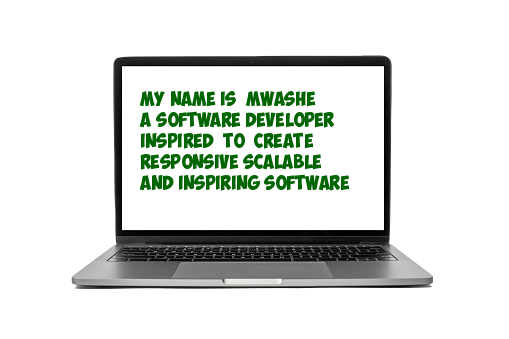 MY NAME IS MWASHE
A SOFTWARE DEVELOPER
INSPIRED TO CREATE
RESPONSIVE SCALABLE
AND INSPIRING SOFTWARE